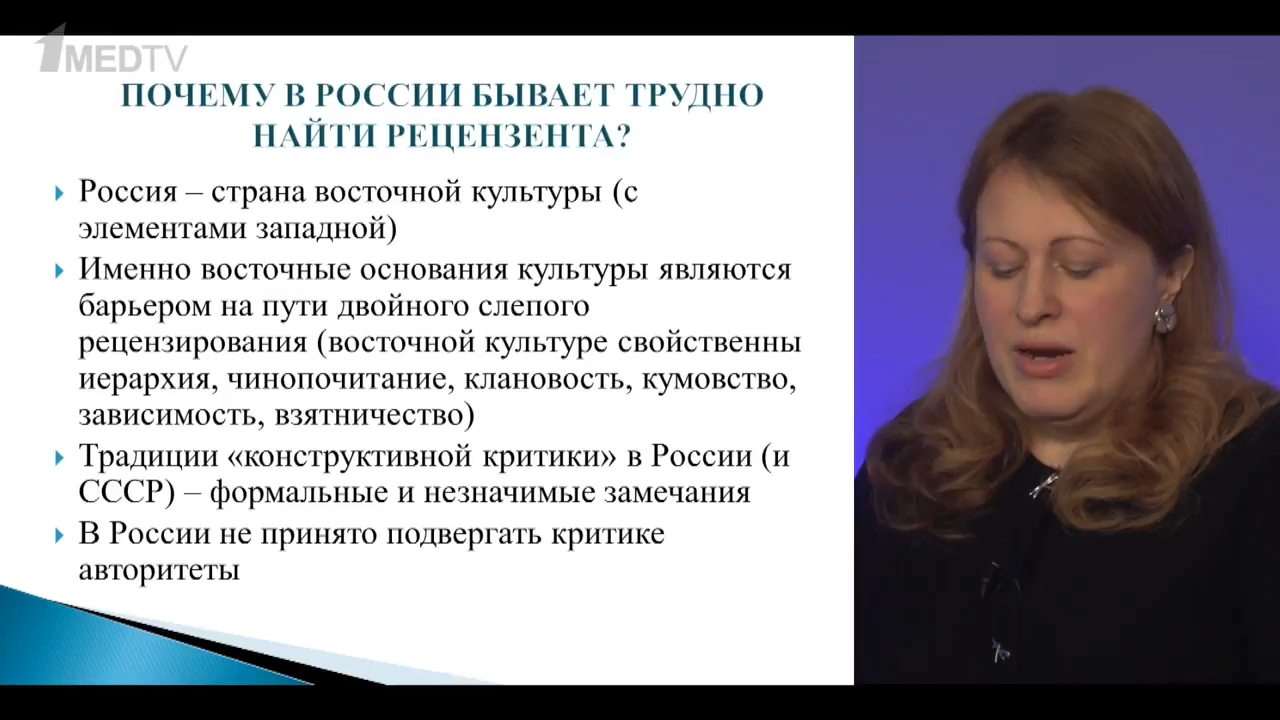 1MEDTV
ПОЧЕМУ В РОССИИ БЫВАЕТ ТРУДНО
НАЙТИ РЕЦЕНЗЕНТА?
Россия – страна восточной культуры (с
элементами западной)
Именно восточные основания культуры являются
барьером на пути двойного слепого
рецензирования (восточной культуре свойственны
иерархия, чинопочитание, клановость, кумовство,
зависимость, взятничество)
Традиции «конструктивной критики» в России (и
СССР) – формальные и незначимые замечания
В России не принято подвергать критике
авторитеты